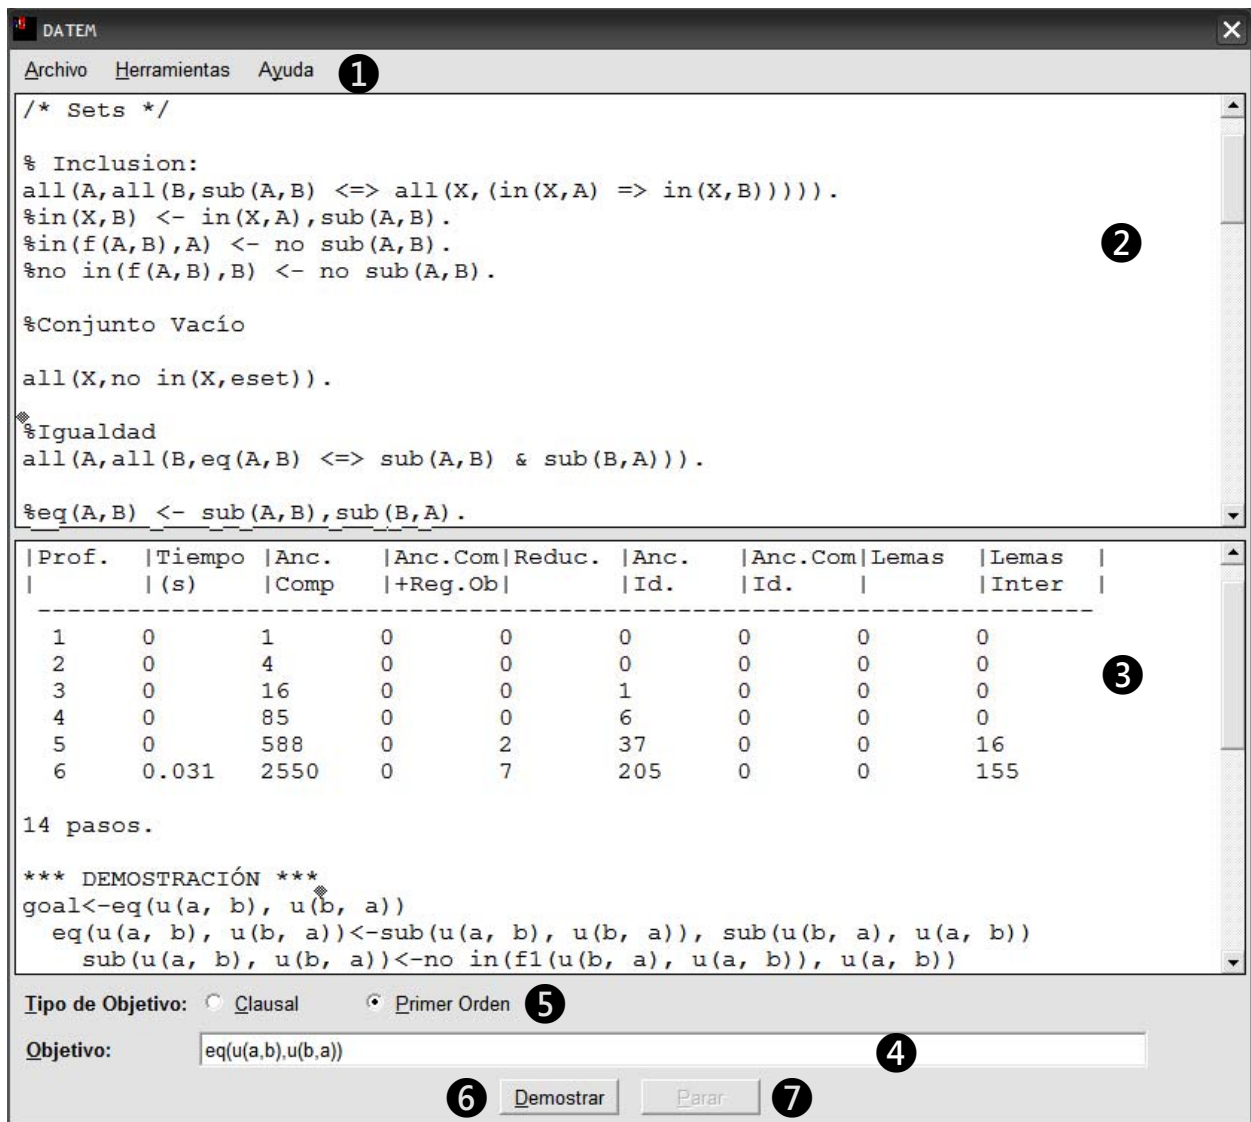 DATEM
Archivo Herramientas Ayuda 1
/* Sets */
% Inclusion:
all(A,all(B,sub(A,B) <=> all(X,(in(X,A) => in(X,B))))).
%in(X,B) <- in(X,A),sub(A,B).
%in(f(A,B),A) <- no sub(A,B).
2
%no in(f(A,B),B) <- no sub(A,B).
%Conjunto Vacío
all(X,no in(X,eset)).
%Igualdad
all(A,all(B,eq(A,B) <=> sub(A,B) & sub(B,A))).
%eq(A,B) <- sub(A,B),sub(B,A).
|Prof. |Tiempo |Anc. |Anc.Com|Reduc. |Anc. |Anc.Com|Lemas |Lemas |
| |(s) |Comp |+Reg.Ob| |Id. |Id. | |Inter |
--------------------------------------------------------------------
1 0 1 0 0 0 0 0 0
2 0 4 0 0 0 0 0 0
3 0 16 0 0 1 0 0 0
3
4 0 85 0 0 6 0 0 0
5 0 588 0 2 37 0 0 16
6 0.031 2550 0 7 205 0 0 155
14 pasos.
*** DEMOSTRACIÓN ***
goal<-eq(u(a, b), u(b, a))
eq(u(a, b), u(b, a))<-sub(u(a, b), u(b, a)), sub(u(b, a), u(a, b))
sub(u(a, b), u(b, a))<-no in(f1(u(b, a), u(a, b)), u(a, b))
Tipo de Objetivo: Clausal Primer Orden 5
Objetivo: eq(u(a,b),u(b,a)) 4
6 Demostrar Parar 7